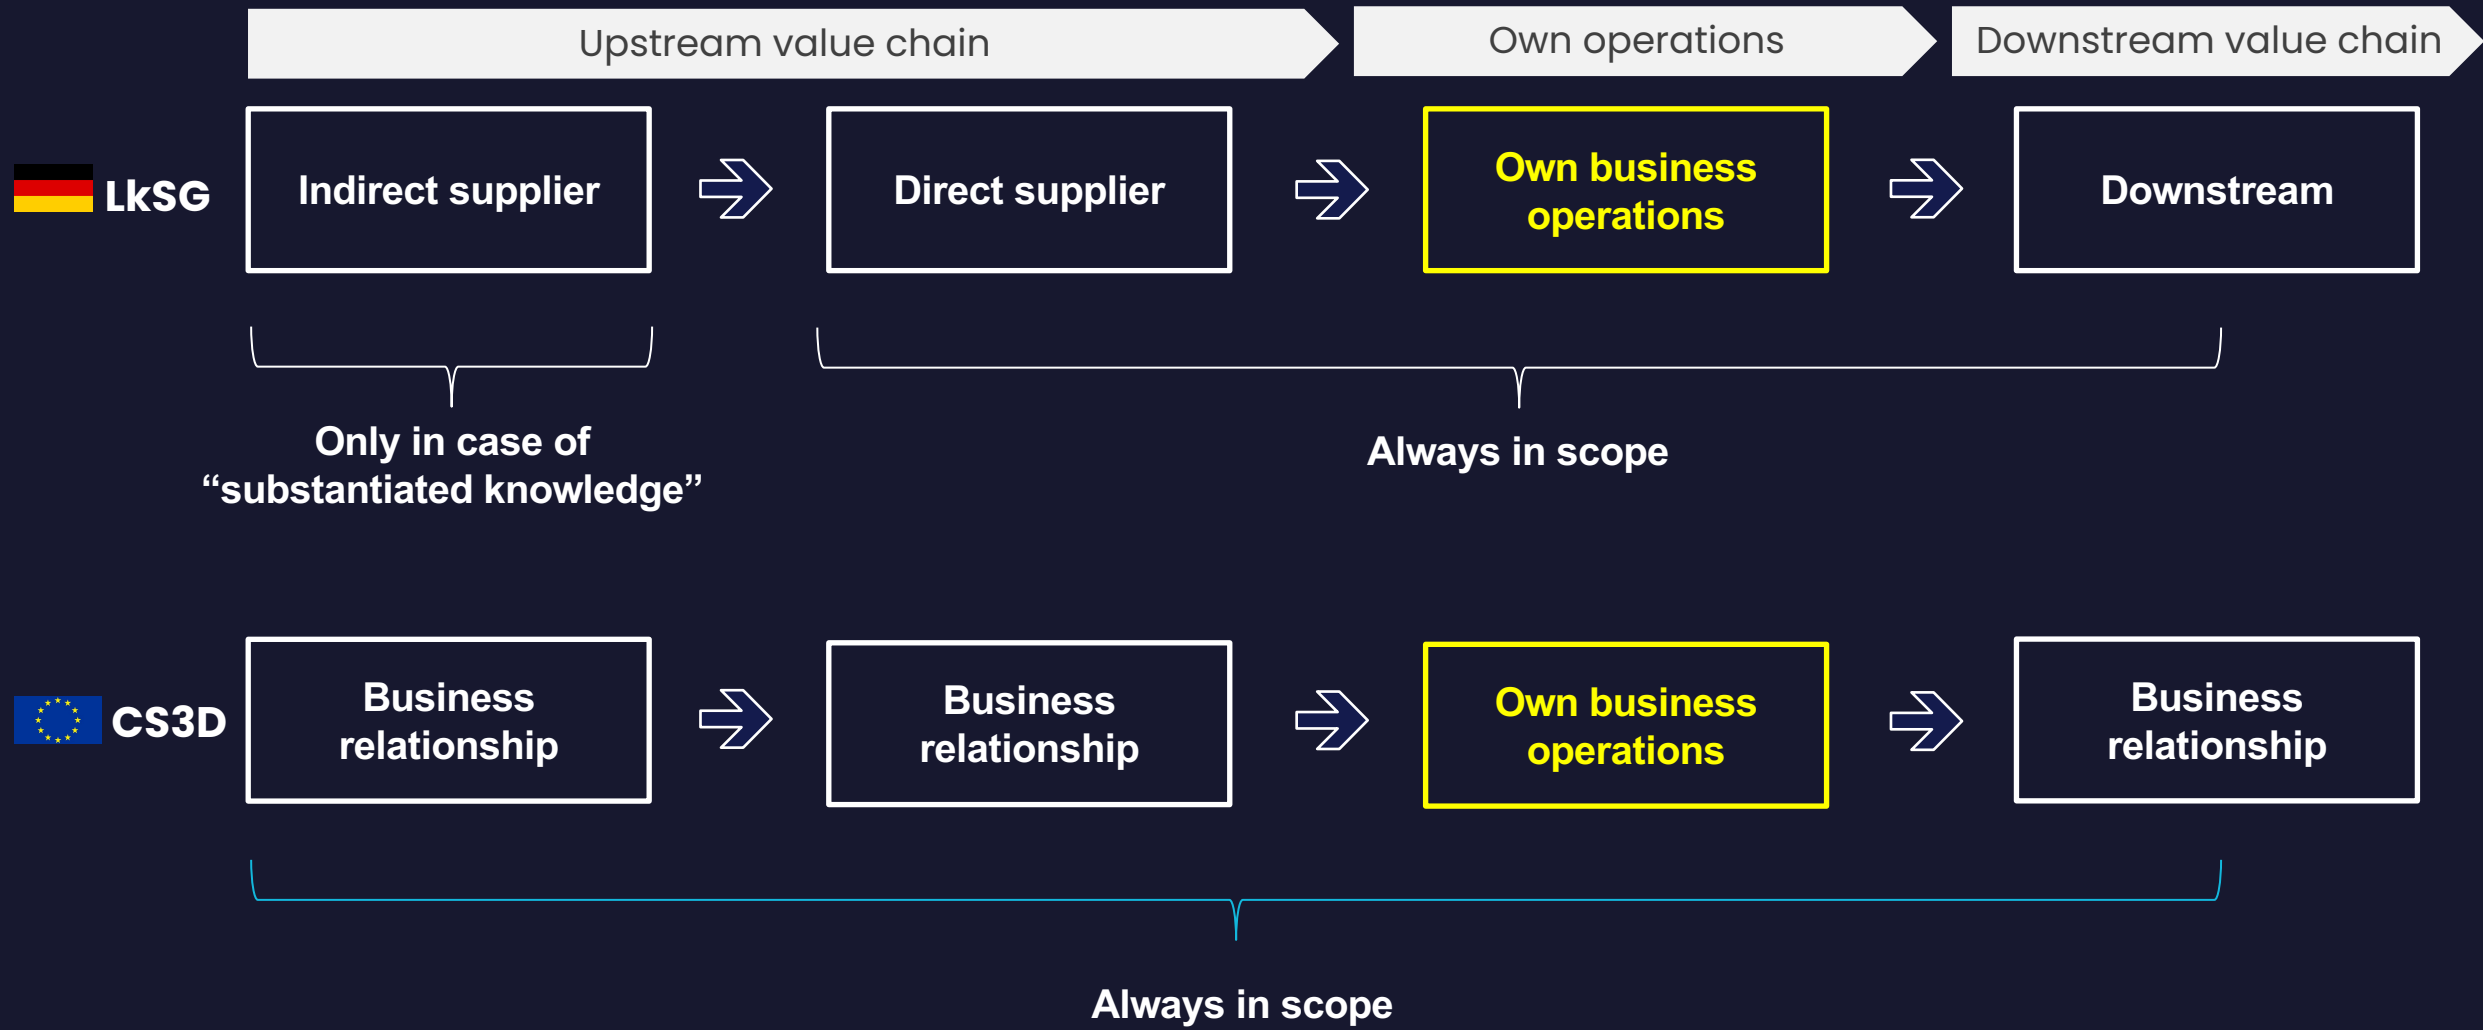 Upstream value chain
Own operations
Downstream value chain
LkSG
Indirect supplier
Direct supplier
Own business
operations
Downstream
Only in case of
“substantiated knowledge”
Always in scope
CS3D
Business
relationship
Business
relationship
Own business
operations
Business
relationship
Always in scope